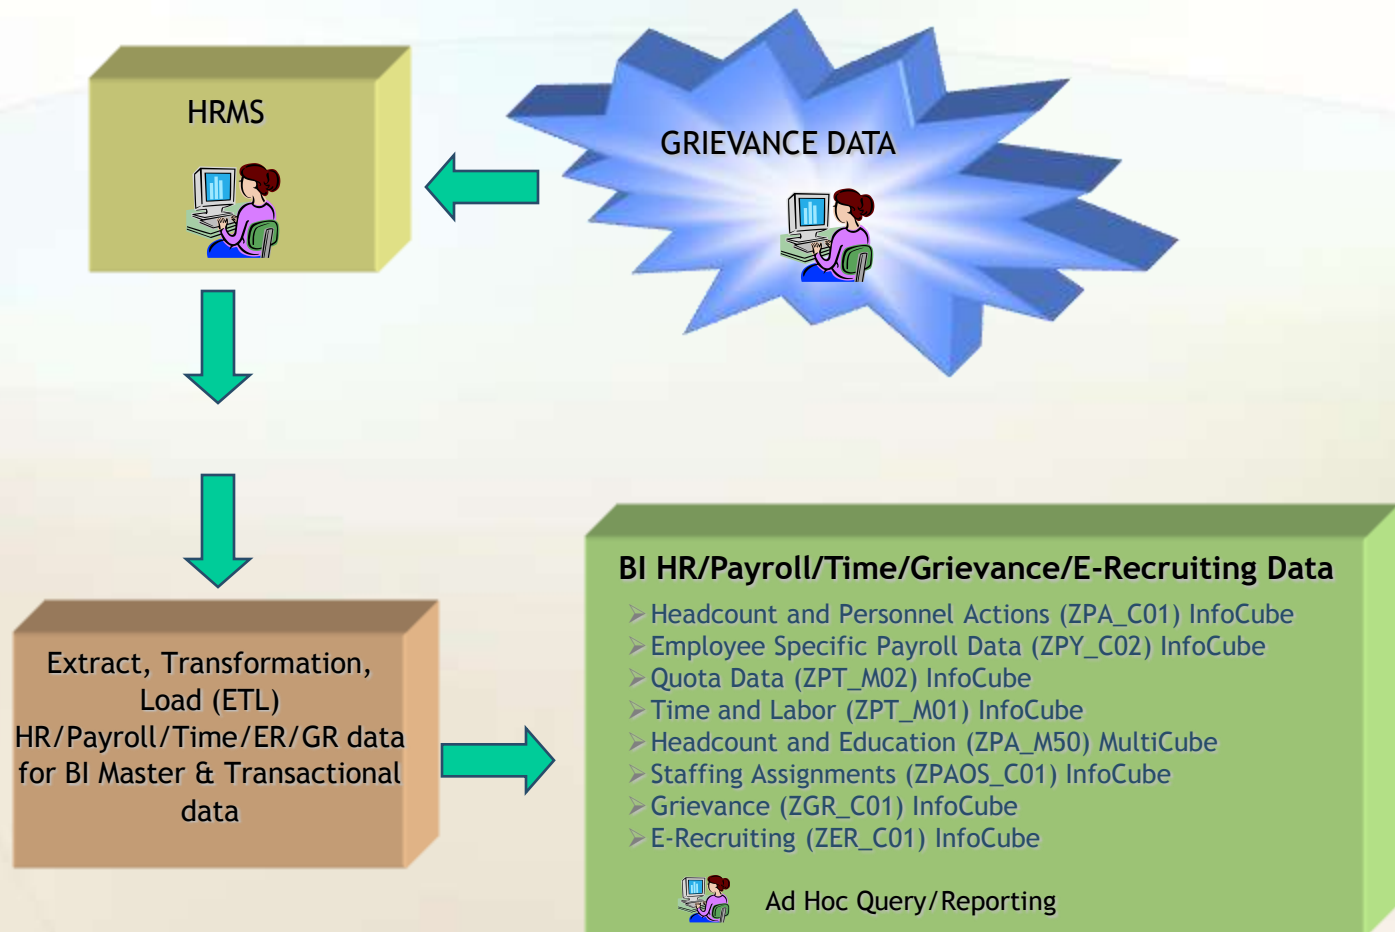 HRMS
GRIEVANCE DATA
Extract, Transformation,
Load (ETL)
HR/Payroll/Time/ER/GR data
for BI Master & Transactional
data
BI HR/Payroll/Time/Grievance/E-Recruiting Data
Headcount and Personnel Actions (ZPA_C01) InfoCube
Employee Specific Payroll Data (ZPY_C02) InfoCube
Quota Data (ZPT_M02) InfoCube
Time and Labor (ZPT_M01) InfoCube
Headcount and Education (ZPA_M50) MultiCube
Staffing Assignments (ZPAOS_C01) InfoCube
Grievance (ZGR_C01) InfoCube
E-Recruiting (ZER_C01) InfoCube
Ad Hoc Query/Reporting